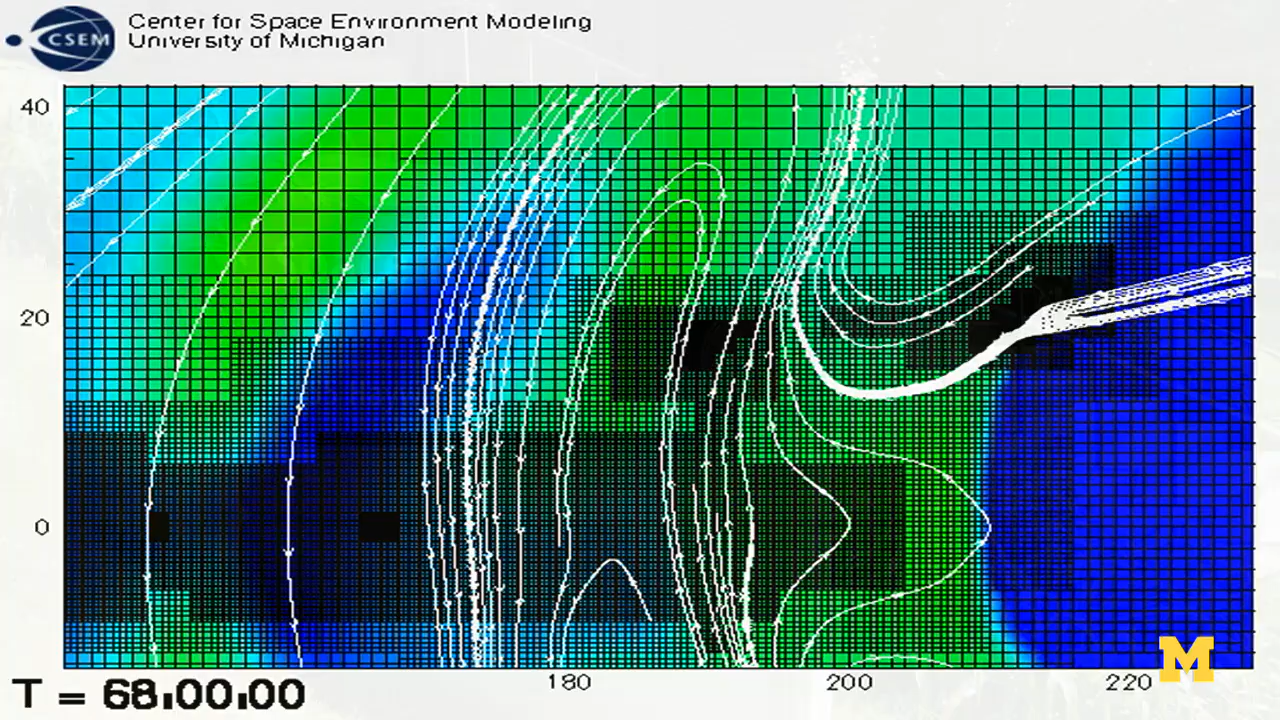 CSEM
Center for Space Environment Modeling
University of Michigan
40
20
0
180
200
220
T = 68:00:00
M